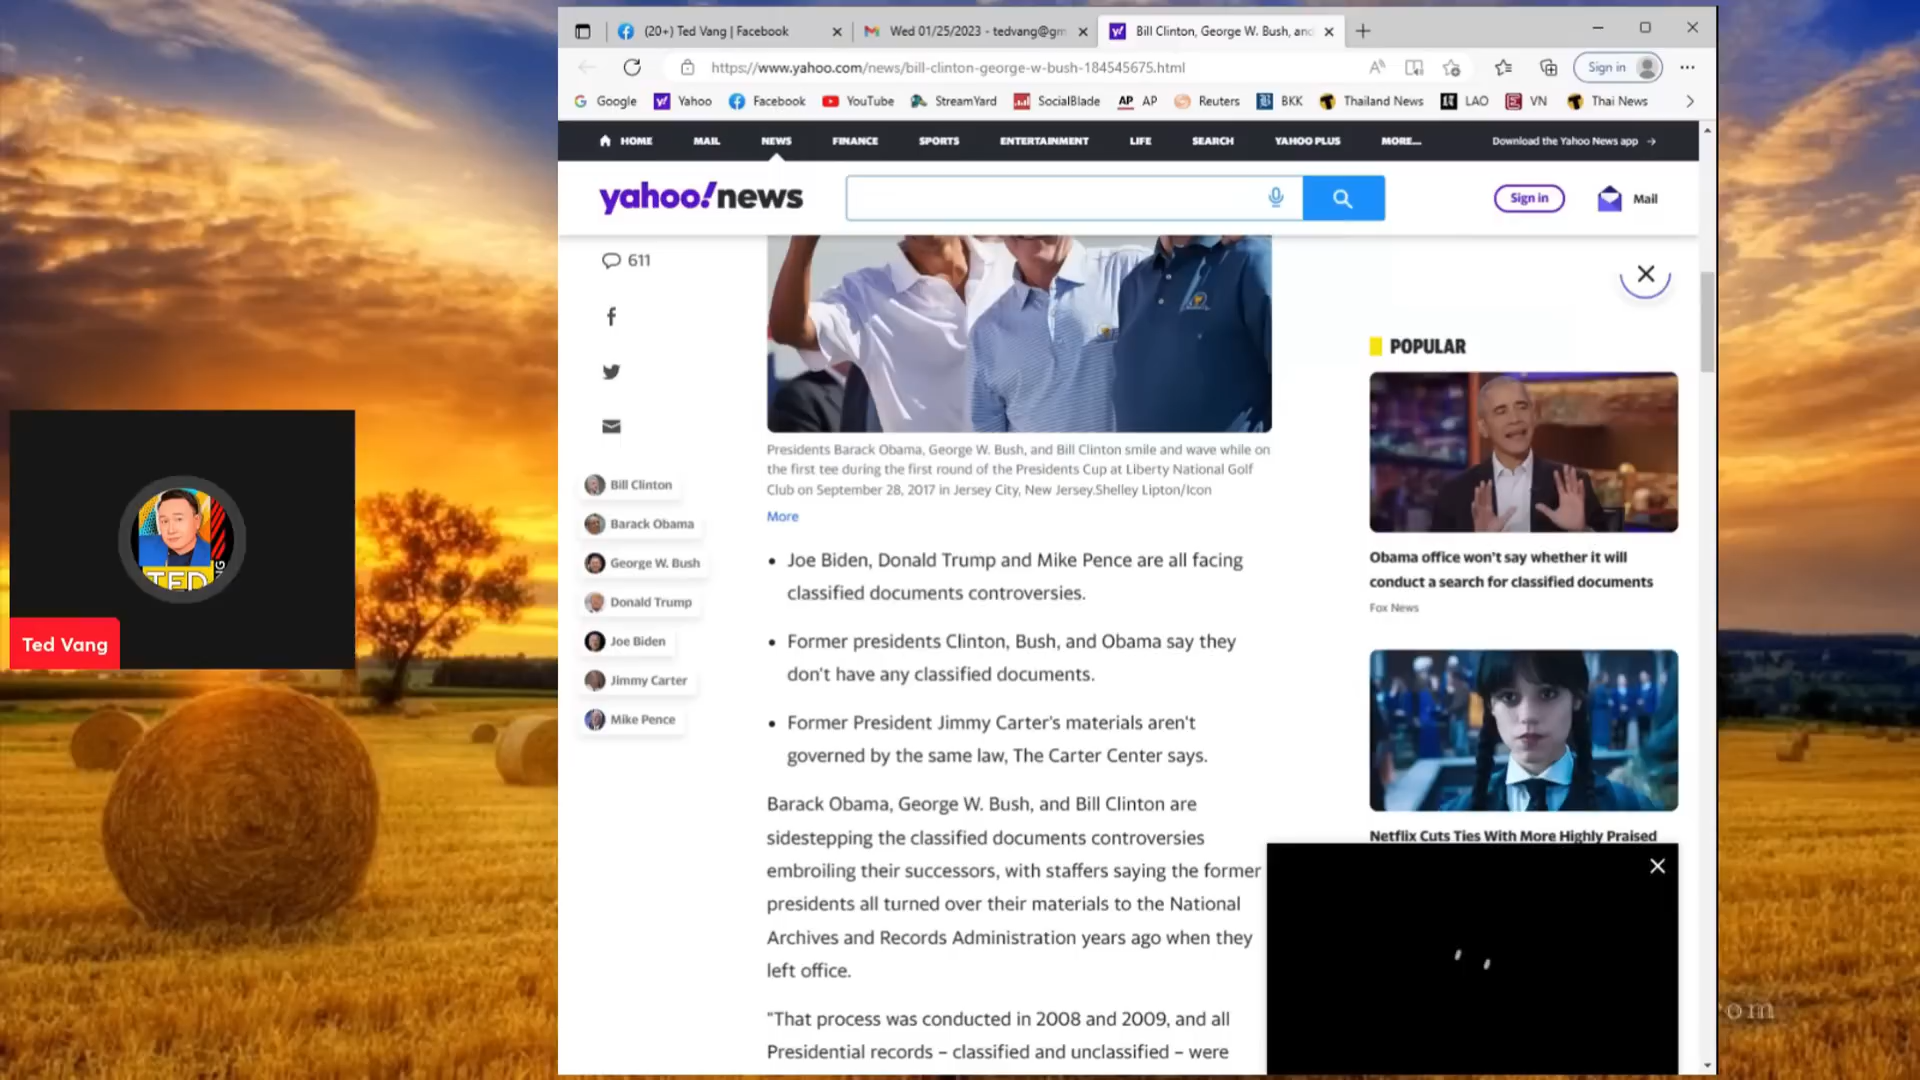 (20+) Ted Vang | Facebook
Wed 01/25/2023 - tedvang@gm
Bill Clinton, George W. Bush, and
https://www.yahoo.com/news/bill-clinton-george-w-bush-184545675.html
Sign in
Google
Yahoo
Facebook
YouTube
StreamYard
SocialBlade
AP AP
Reuters
BKK
Thailand News
LAO
VN
Thai News
HOME
MAIL
NEWS
FINANCE
SPORTS
ENTERTAINMENT
LIFE
SEARCH
YAHOO PLUS
MORE...
Download the Yahoo News app →
yahoo!news
Sign in
Mail
611
Bill Clinton
Barack Obama
George W. Bush
Donald Trump
Joe Biden
Jimmy Carter
Mike Pence
Presidents Barack Obama, George W. Bush, and Bill Clinton smile and wave while on
the first tee during the first round of the Presidents Cup at Liberty National Golf
Club on September 28, 2017 in Jersey City, New Jersey.Shelley Lipton/Icon
More
• Joe Biden, Donald Trump and Mike Pence are all facing
classified documents controversies.
• Former presidents Clinton, Bush, and Obama say they
don't have any classified documents.
• Former President Jimmy Carter's materials aren't
governed by the same law, The Carter Center says.
Barack Obama, George W. Bush, and Bill Clinton are
sidestepping the classified documents controversies
embroiling their successors, with staffers saying the former
presidents all turned over their materials to the National
Archives and Records Administration years ago when they
left office.
"That process was conducted in 2008 and 2009, and all
Presidential records – classified and unclassified – were
POPULAR
Obama office won't say whether it will
conduct a search for classified documents
Fox News
Netflix Cuts Ties With More Highly Praised
TED
Ted Vang
om